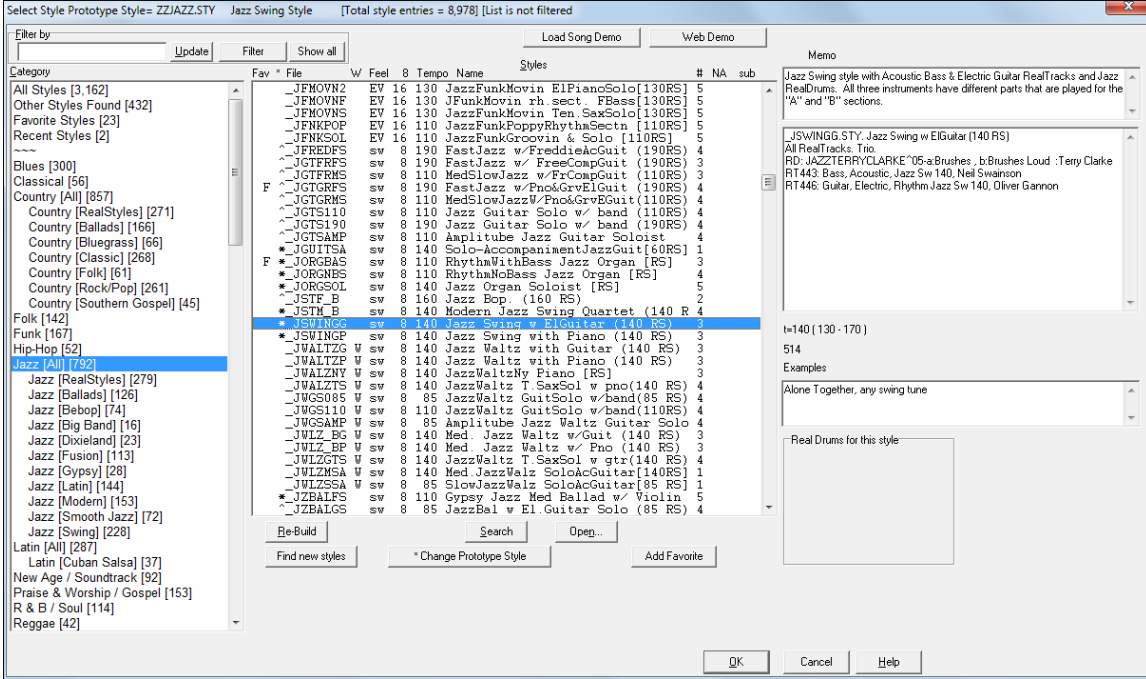 Select Style Prototype Style= ZZJAZZ.STY Jazz Swing Style [Total style entries = 8,978] [List is not filtered
Filter by
Update
Filter
Show all
Load Song Demo
Web Demo
Category
All Styles [3,162]
Other Styles Found [432]
Favorite Styles [23]
Recent Styles [2]
~~~
Blues [300]
Classical [56]
Country [All] [857]
Country [RealStyles] [271]
Country [Ballads] [166]
Country [Bluegrass] [66]
Country [Classic] [268]
Country [Folk] [61]
Country [Rock/Pop] [261]
Country [Southern Gospel] [45]
Folk [142]
Funk [167]
Hip-Hop [52]
Jazz [All] [792]
Jazz [RealStyles] [279]
Jazz [Ballads] [126]
Jazz [Bebop] [74]
Jazz [Big Band] [16]
Jazz [Dixieland] [23]
Jazz [Fusion] [113]
Jazz [Gypsy] [28]
Jazz [Latin] [144]
Jazz [Modern] [153]
Jazz [Smooth Jazz] [72]
Jazz [Swing] [228]
Latin [All] [287]
Latin [Cuban Salsa] [37]
New Age / Soundtrack [92]
Praise & Worship / Gospel [153]
R & B / Soul [114]
Reggae [42]
Styles
Fav * File W Feel 8 Tempo Name # NA sub
_JFMOVN2 EV 16 130 JazzFunkMovin ElPianoSolo[130RS] 5
_JFMOVNF EV 16 130 JFunkMovin rh.sect. FBass[130RS] 5
_JFMOVNS EV 16 130 JazzFunkMovin Ten.SaxSolo[130RS] 5
_JFNKPOP EV 16 110 JazzFunkPoppyRhythmSectn [110RS] 5
_JFNKSOL EV 16 110 JazzFunkGroovin & Solo [110RS] 5
^_JFREDFS sw 8 190 FastJazz w/FreddieAcGuit (190RS) 4
^_JGTFRFS sw 8 190 FastJazz w/ FreeCompGuit (190RS) 3
^_JGTFRMS sw 8 110 MedSlowJazz w/FrCompGuit (110RS) 3
F ^_JGTGRFS sw 8 190 FastJazz w/Pno&GrvElGuit (190RS) 4
^_JGTGRMS sw 8 110 MedSlowJazzW/Pno&GrvEGuit(110RS) 4
^_JGTS110 sw 8 110 Jazz Guitar Solo w/ band (110RS) 4
^_JGTS190 sw 8 190 Jazz Guitar Solo w/ band (190RS) 4
^_JGTSAMP sw 8 110 Amplitube Jazz Guitar Soloist 4
*_JGUITSA sw 8 140 Solo-AccompanimentJazzGuit[60RS] 1
F *_JORGBAS sw 8 110 RhythmWithBass Jazz Organ [RS] 3
*_JORGNBS sw 8 110 RhythmNoBass Jazz Organ [RS] 4
*_JORGSOL sw 8 140 Jazz Organ Soloist [RS] 5
^_JSTF_B sw 8 160 Jazz Bop. (160 RS) 2
*_JSTM_B sw 8 140 Modern Jazz Swing Quartet (140 R 4
*_JSWINGG sw 8 140 Jazz Swing w ElGuitar (140 RS) 3
*_JSWINGP sw 8 140 Jazz Swing with Piano (140 RS) 3
_JWALTZG W sw 8 140 Jazz Waltz with Guitar (140 RS) 3
_JWALTZP W sw 8 140 Jazz Waltz with Piano (140 RS) 3
_JWALZNY W sw 8 140 JazzWaltzNy Piano [RS] 3
_JWALZTS W sw 8 140 JazzWaltz T.SaxSol w pno(140 RS) 4
_JWGS085 W sw 8 85 JazzWaltz GuitSolo w/band(85 RS) 4
_JWGS110 W sw 8 110 JazzWaltz GuitSolo w/band(110RS) 4
_JWGSAMP W sw 8 85 Amplitube Jazz Waltz Guitar Solo 4
_JWLZ_BG W sw 8 140 Med. Jazz Waltz w/Guit (140 RS) 3
_JWLZ_BP W sw 8 140 Med. Jazz Waltz w/ Pno (140 RS) 3
_JWLZGTS W sw 8 140 JazzWaltz T.SaxSol w gtr(140 RS) 4
_JWLZMSA W sw 8 140 Med.JazzWalz SoloAcGuitar[140RS] 1
_JWLZSSA W sw 8 85 SlowJazzWalz SoloAcGuitar[85 RS] 1
*_JZBALFS sw 8 110 Gypsy Jazz Med Ballad w/ Violin 5
^_JZBALGS sw 8 85 JazzBal w El.Guitar Solo (85 RS) 4
Re-Build
Search
Open...
Find new styles
* Change Prototype Style
Add Favorite
Memo
Jazz Swing style with Acoustic Bass & Electric Guitar RealTracks and Jazz
RealDrums. All three instruments have different parts that are played for the
"A" and "B" sections.
_JSWINGG.STY. Jazz Swing w ElGuitar (140 RS)
All RealTracks. Trio.
RD: JAZZTERRYCLARKE^05-a:Brushes , b:Brushes Loud :Terry Clarke
RT443: Bass, Acoustic, Jazz Sw 140, Neil Swainson
RT446: Guitar, Electric, Rhythm Jazz Sw 140, Oliver Gannon
t=140 ( 130 - 170 )
514
Examples
Alone Together, any swing tune
Real Drums for this style
OK
Cancel
Help